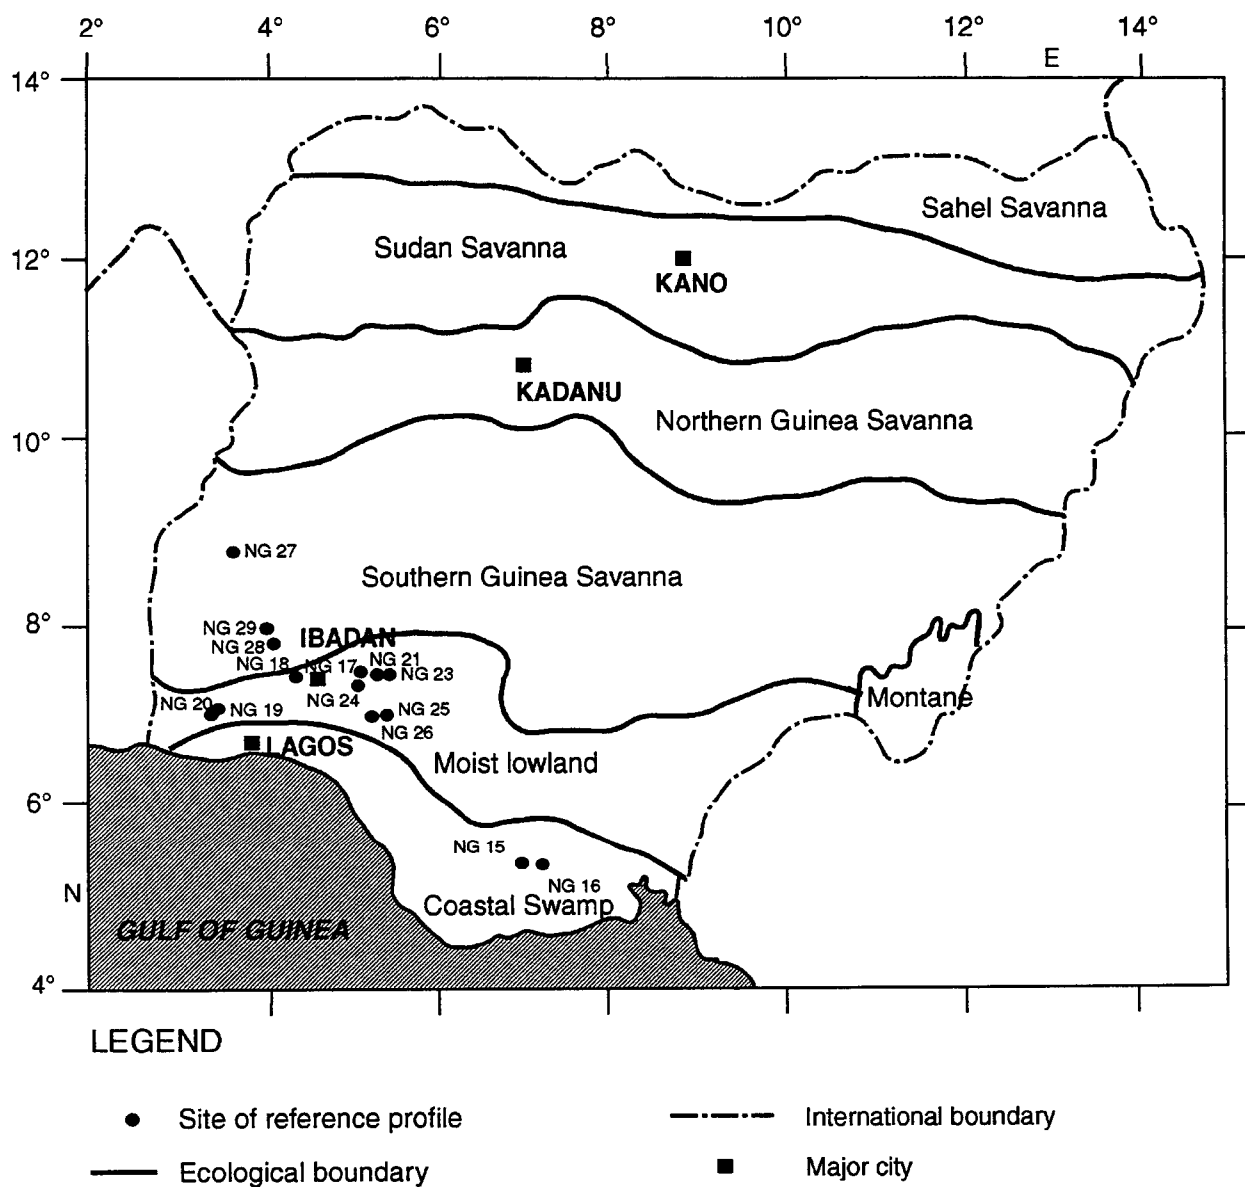 2° 4° 6° 8° 10° 12° 14°
E
14°
Sahel Savanna
Sudan Savanna
12°
KANO
KADANU
Northern Guinea Savanna
10°
NG 27
Southern Guinea Savanna
8°
NG 29
IBADAN
NG 28
NG 18
NG 17
NG 21
NG 23
NG 24
Montane
NG 20
NG 19
NG 25
NG 26
LAGOS
Moist lowland
6°
NG 15
NG 16
N
Coastal Swamp
GULF OF GUINEA
4°
LEGEND
Site of reference profile
International boundary
Ecological boundary
Major city